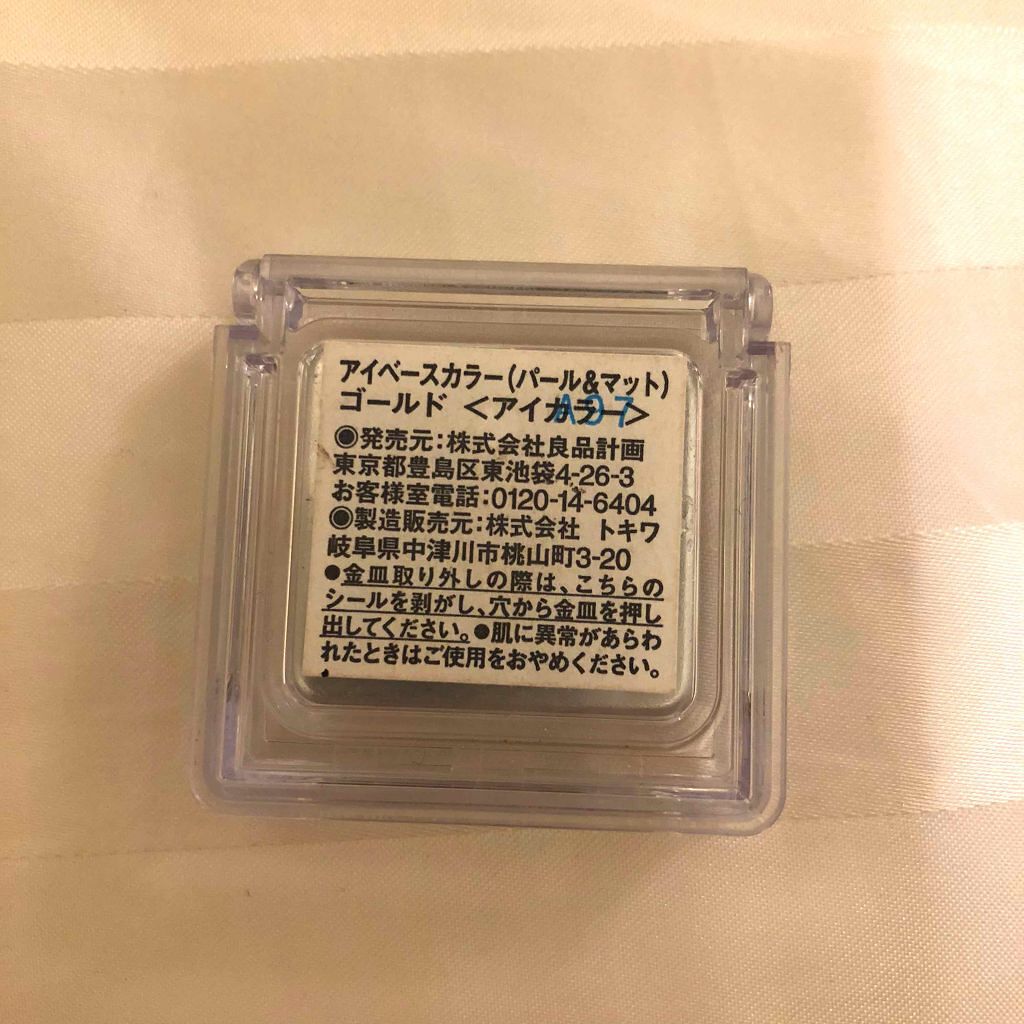 アイベースカラー(パール&マット)
ゴールド <アイカラー>
A07
◉発売元:株式会社良品計画
東京都豊島区東池袋4-26-3
お客様室電話:0120-14-6404
◉製造販売元:株式会社 トキワ
岐阜県中津川市桃山町3-20
●金皿取り外しの際は、こちらの
シールを剥がし、穴から金皿を押し
出してください。●肌に異常があらわ
れたときはご使用をおやめください。